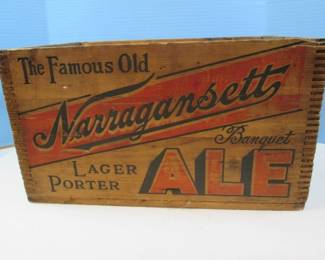 The Famous Old
Narragansett
Banquet
LAGER
PORTER
ALE